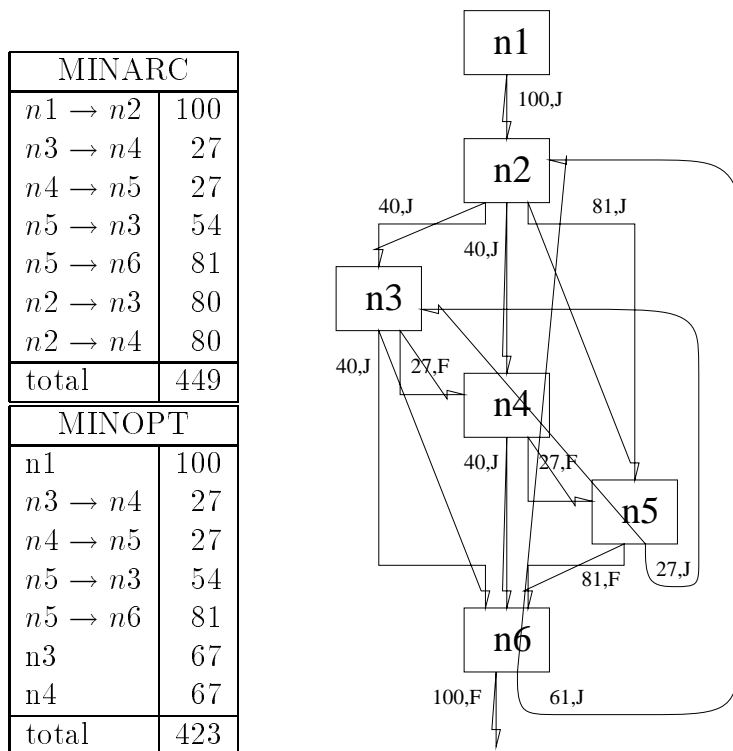 MINARC
n1 → n2 100
n3 → n4 27
n4 → n5 27
n5 → n3 54
n5 → n6 81
n2 → n3 80
n2 → n4 80
total 449
MINOPT
n1 100
n3 → n4 27
n4 → n5 27
n5 → n3 54
n5 → n6 81
n3 67
n4 67
total 423
n1
100,J
n2
40,J
40,J
81,J
n3
40,J
27,F
n4
40,J
27,F
n5
81,F
27,J
n6
100,F
61,J